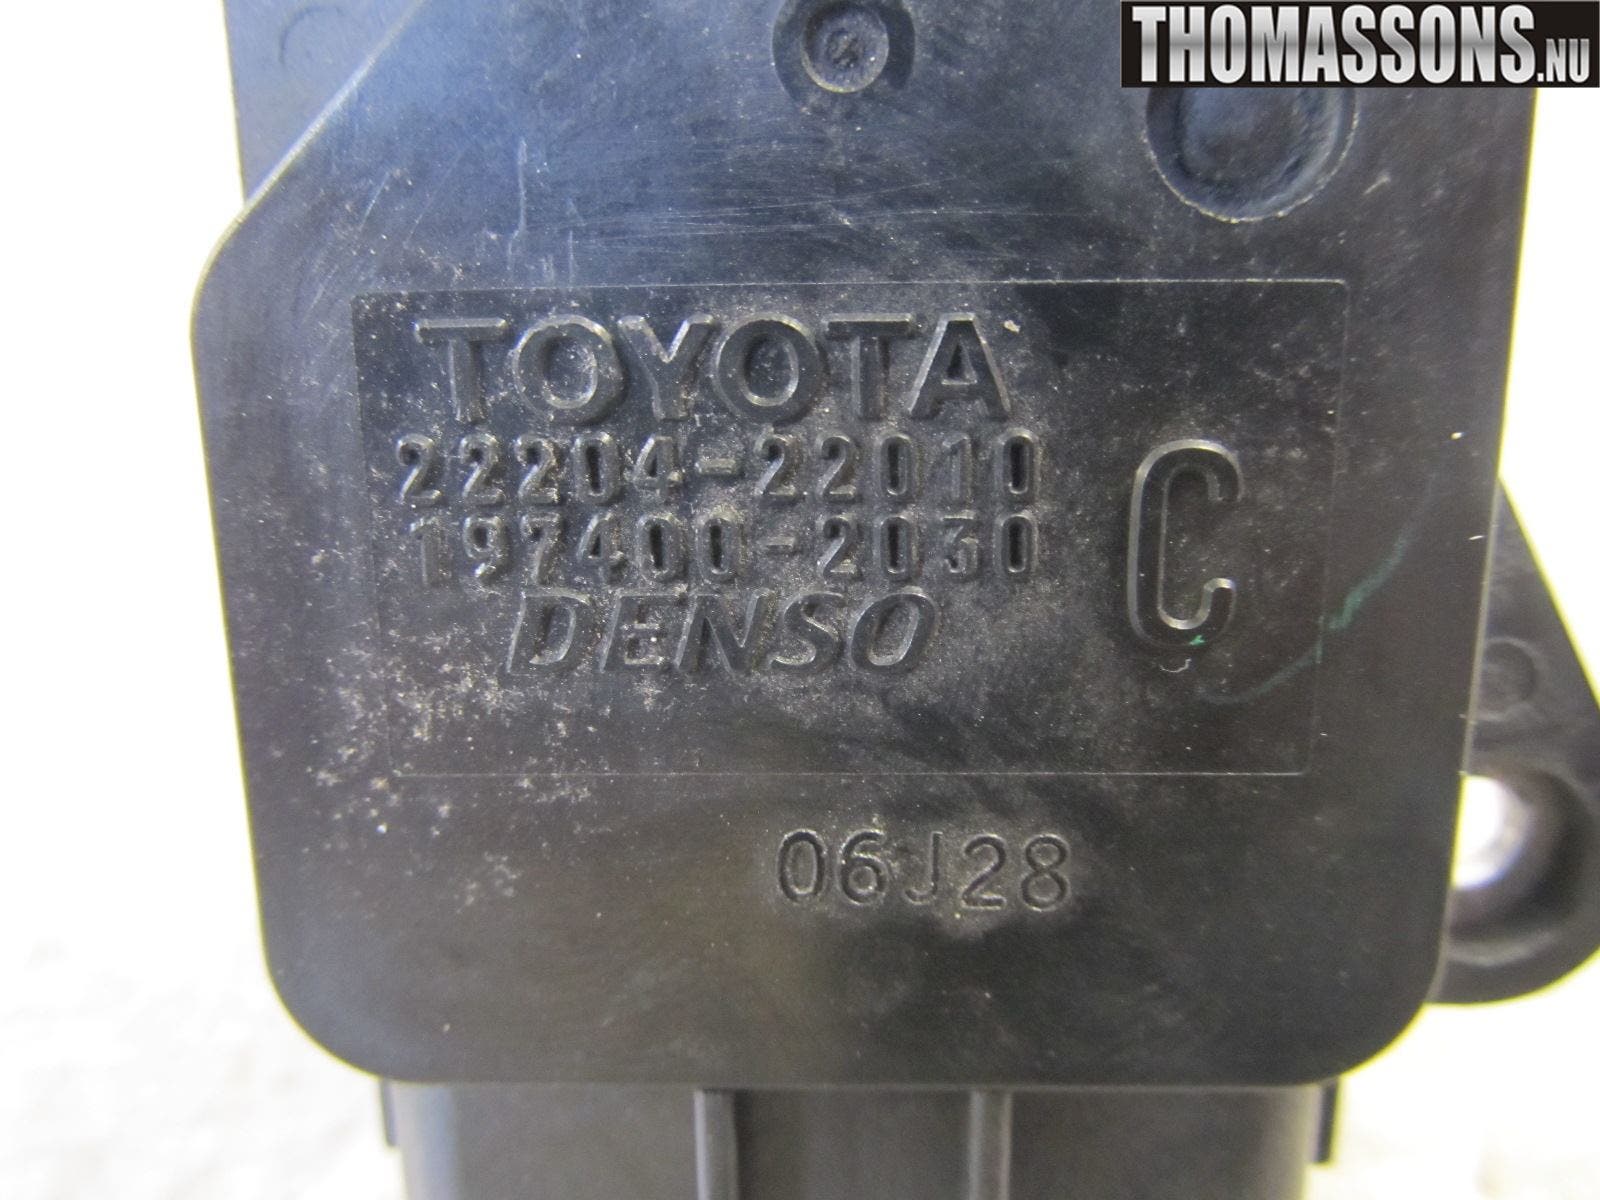 THOMASSONS.NU
TOYOTA
22204-22010
197400-2030
DENSO
C
06J28